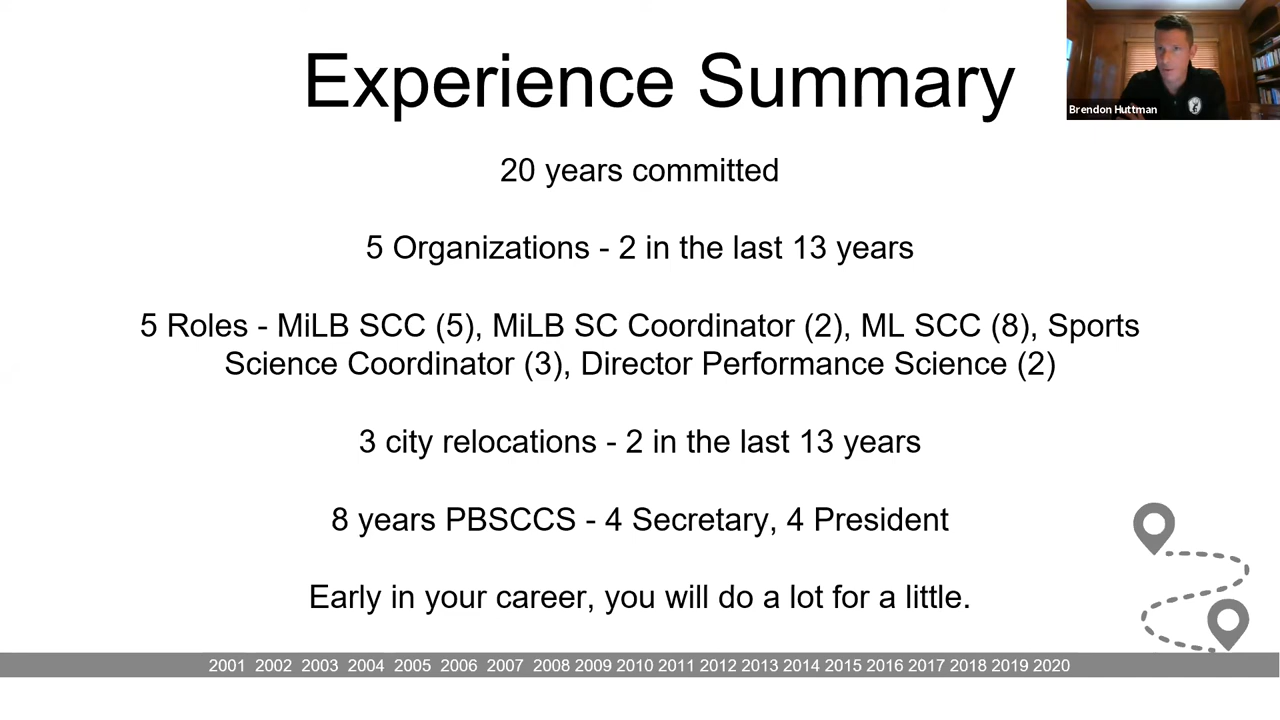 Experience Summary
Brendon Huttman
20 years committed
5 Organizations - 2 in the last 13 years
5 Roles - MiLB SCC (5), MiLB SC Coordinator (2), ML SCC (8), Sports
Science Coordinator (3), Director Performance Science (2)
3 city relocations - 2 in the last 13 years
8 years PBSCCS - 4 Secretary, 4 President
Early in your career, you will do a lot for a little.
2001 2002 2003 2004 2005 2006 2007 2008 2009 2010 2011 2012 2013 2014 2015 2016 2017 2018 2019 2020